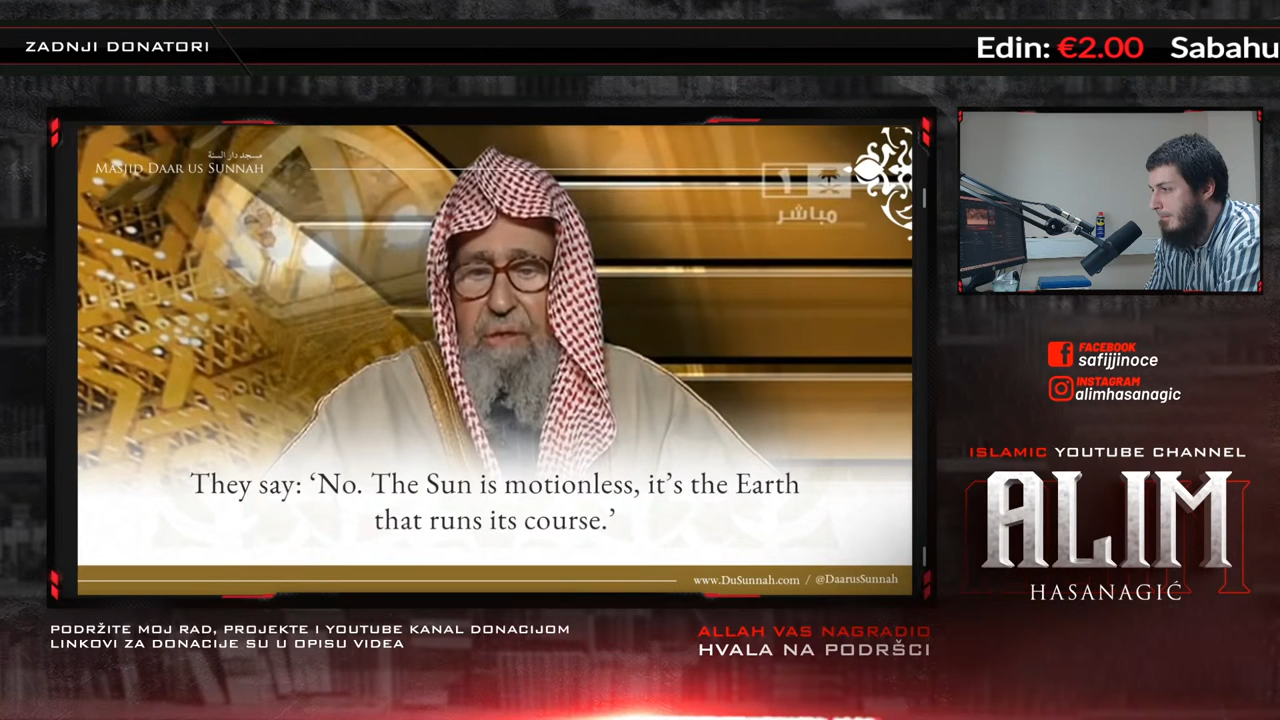 ZADNJI DONATORI
Edin: €2.00 Sabahu
مسجد دار السنة
MASJID DAAR US SUNNAH
١
مباشر
They say: ‘No. The Sun is motionless, it’s the Earth
that runs its course.’
www.DuSunnah.com / @DaarusSunnah
FACEBOOK
safijjinoce
INSTAGRAM
alimhasanagic
ISLAMIC YOUTUBE CHANNEL
ALIM
HASANAGIĆ
PODRŽITE MOJ RAD, PROJEKTE I YOUTUBE KANAL DONACIJOM
LINKOVI ZA DONACIJE SU U OPISU VIDEA
ALLAH VAS NAGRADIO
HVALA NA PODRŠCI